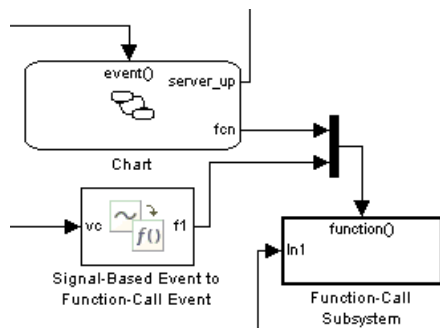 event()
server_up
fcn
Chart
vc
f1
f()
Signal-Based Event to
Function-Call Event
function()
In1
Function-Call
Subsystem